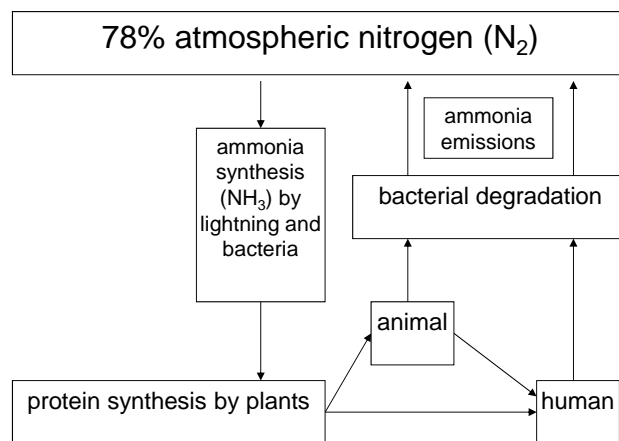 78% atmospheric nitrogen (N₂)
ammonia
synthesis
(NH₃) by
lightning and
bacteria
ammonia
emissions
bacterial degradation
animal
protein synthesis by plants
human